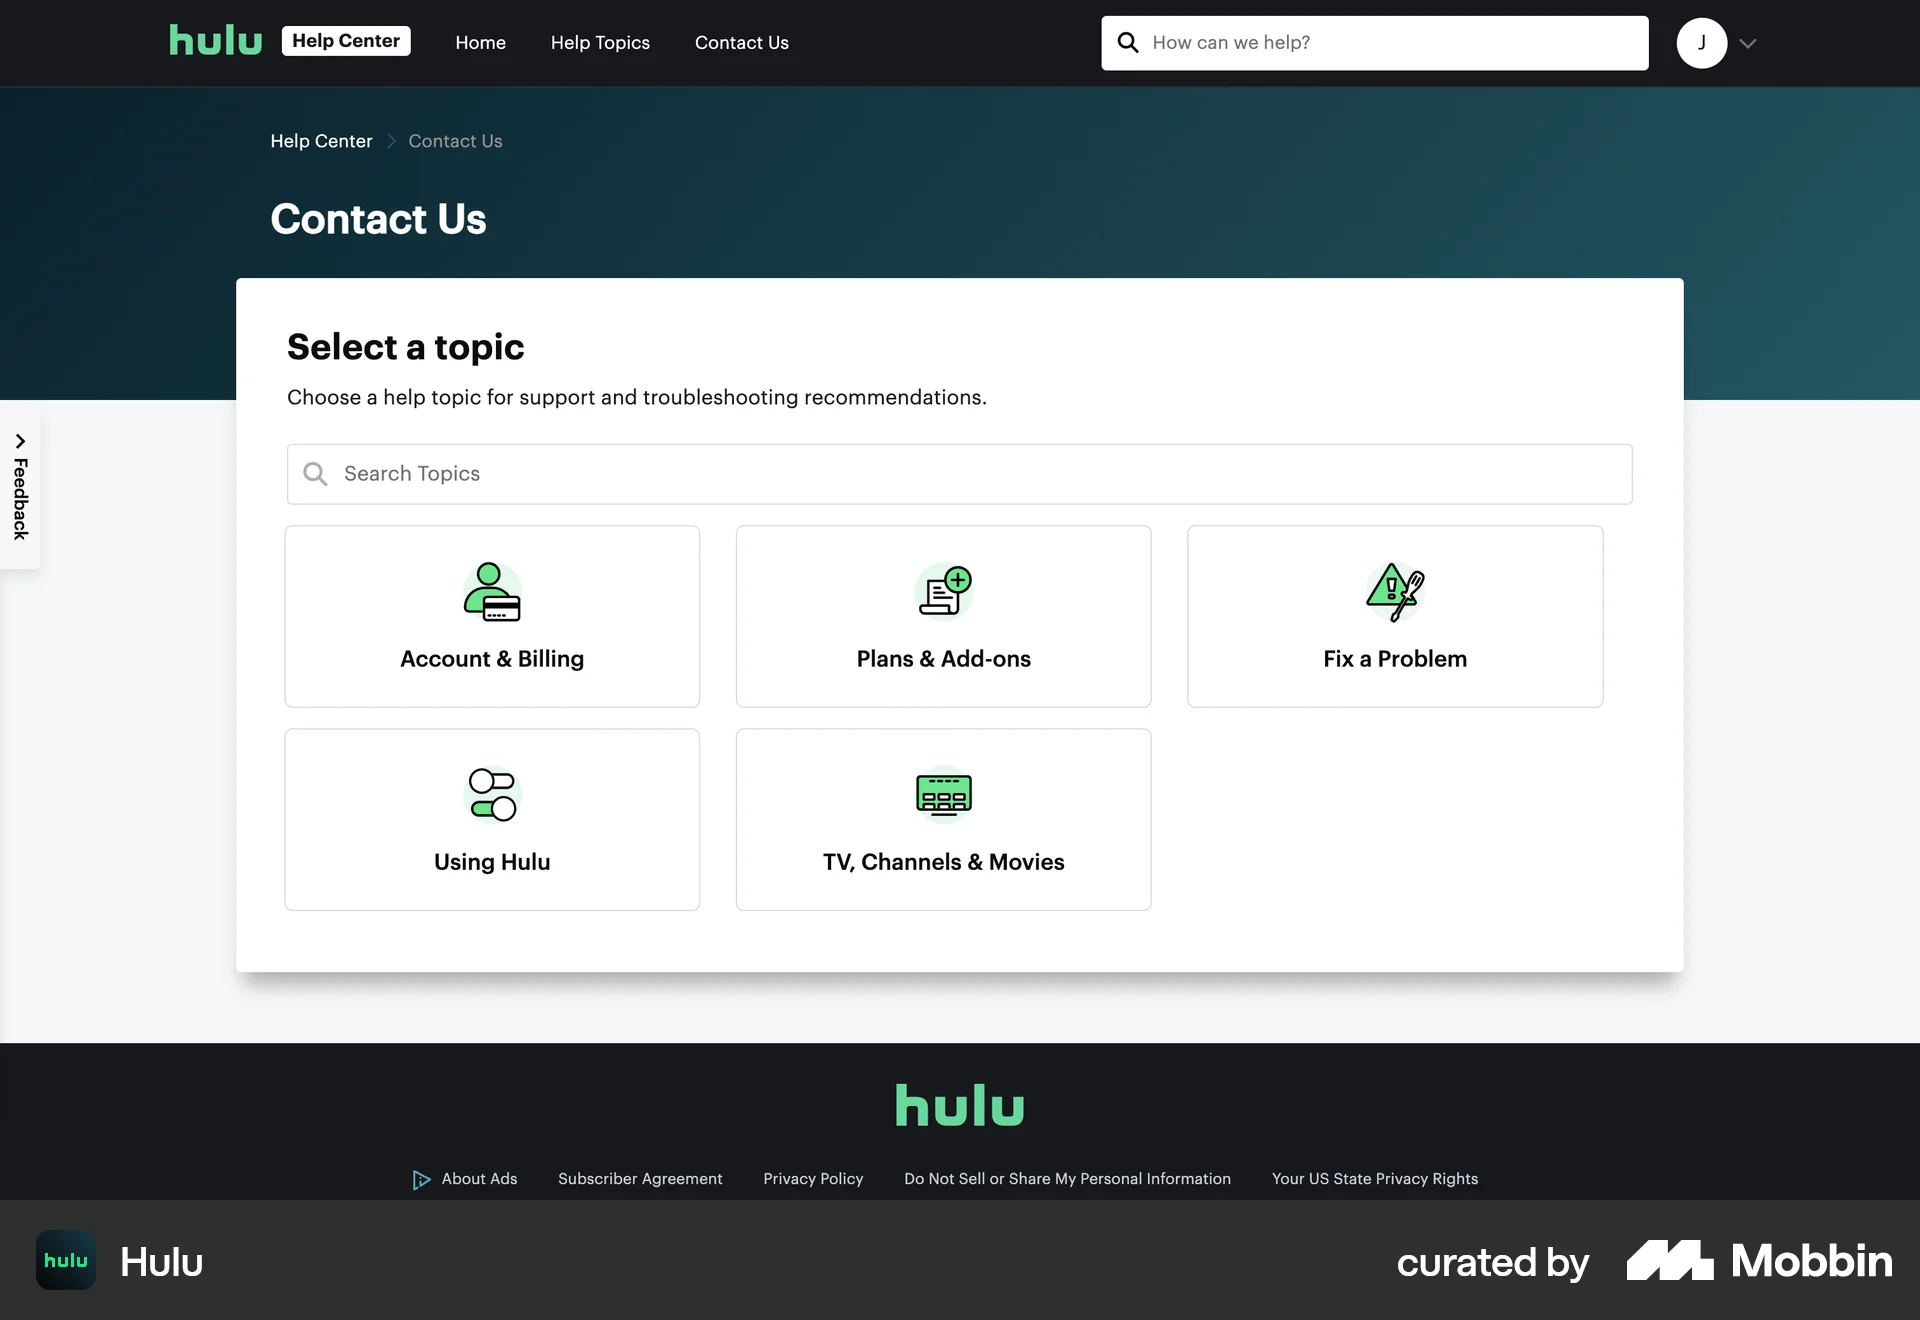 hulu Help Center Home Help Topics Contact Us How can we help? J
Help Center Contact Us
Contact Us
Select a topic
Choose a help topic for support and troubleshooting recommendations.
Feedback
Search Topics
Account & Billing
Plans & Add-ons
Fix a Problem
Using Hulu
TV, Channels & Movies
hulu
About Ads Subscriber Agreement Privacy Policy Do Not Sell or Share My Personal Information Your US State Privacy Rights
hulu Hulu curated by Mobbin